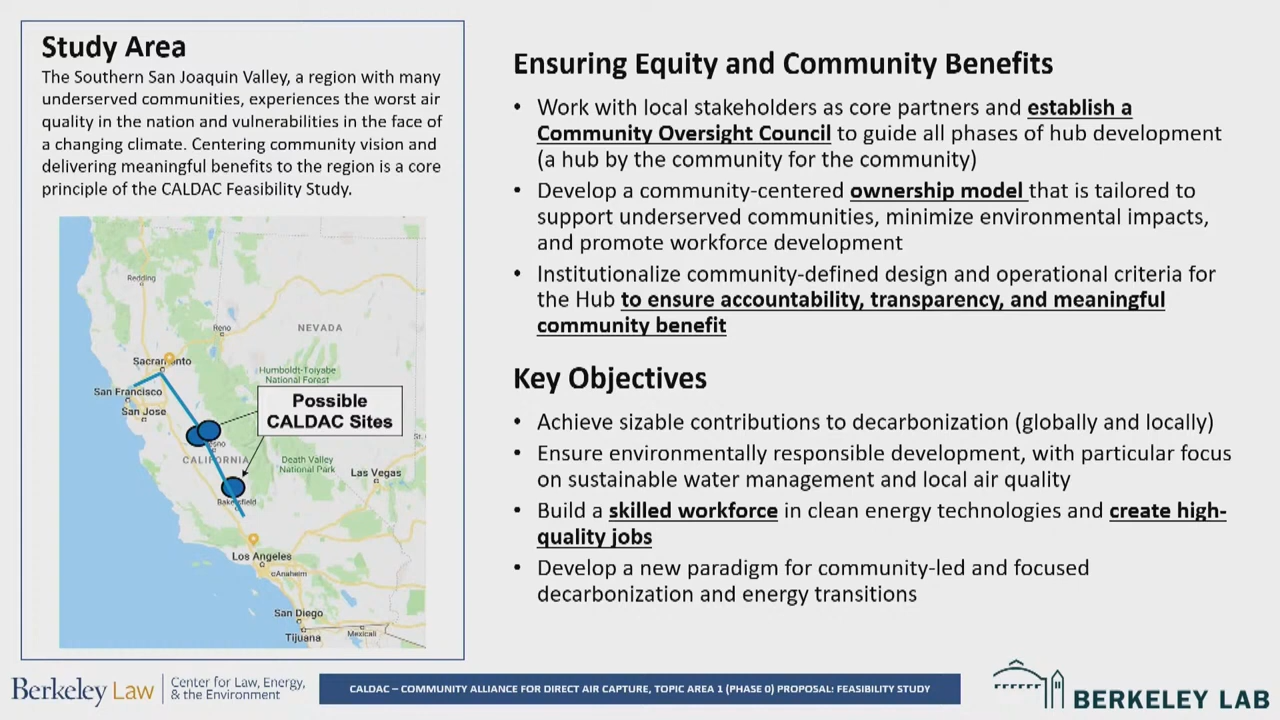 Study Area
The Southern San Joaquin Valley, a region with many
underserved communities, experiences the worst air
quality in the nation and vulnerabilities in the face of
a changing climate. Centering community vision and
delivering meaningful benefits to the region is a core
principle of the CALDAC Feasibility Study.
Redding
Reno
NEVADA
Sacramento
Humboldt-Toiyabe
National Forest
San Francisco
San Jose
Possible
CALDAC Sites
CALIFORNIA
Death Valley
National Park
Las Vegas
St.
Bakersfield
Los Angeles
Anaheim
San Diego
Tijuana
Mexicali
Ensuring Equity and Community Benefits
• Work with local stakeholders as core partners and establish a
Community Oversight Council to guide all phases of hub development
(a hub by the community for the community)
• Develop a community-centered ownership model that is tailored to
support underserved communities, minimize environmental impacts,
and promote workforce development
• Institutionalize community-defined design and operational criteria for
the Hub to ensure accountability, transparency, and meaningful
community benefit
Key Objectives
• Achieve sizable contributions to decarbonization (globally and locally)
• Ensure environmentally responsible development, with particular focus
on sustainable water management and local air quality
• Build a skilled workforce in clean energy technologies and create high-
quality jobs
• Develop a new paradigm for community-led and focused
decarbonization and energy transitions
Berkeley Law
Center for Law, Energy,
& the Environment
CALDAC – COMMUNITY ALLIANCE FOR DIRECT AIR CAPTURE, TOPIC AREA 1 (PHASE 0) PROPOSAL: FEASIBILITY STUDY
BERKELEY LAB